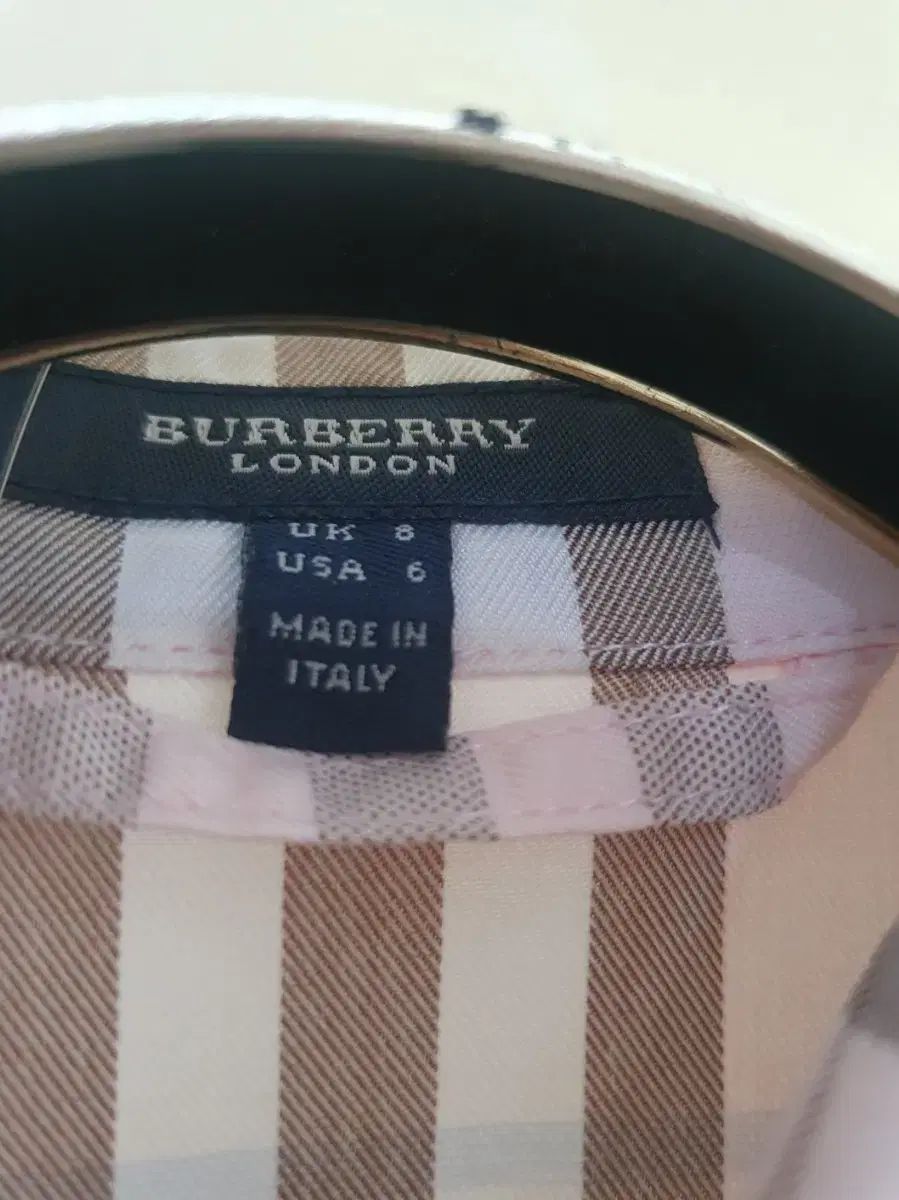 BURBERRY
LONDON
UK 8
USA 6
MADE IN
ITALY